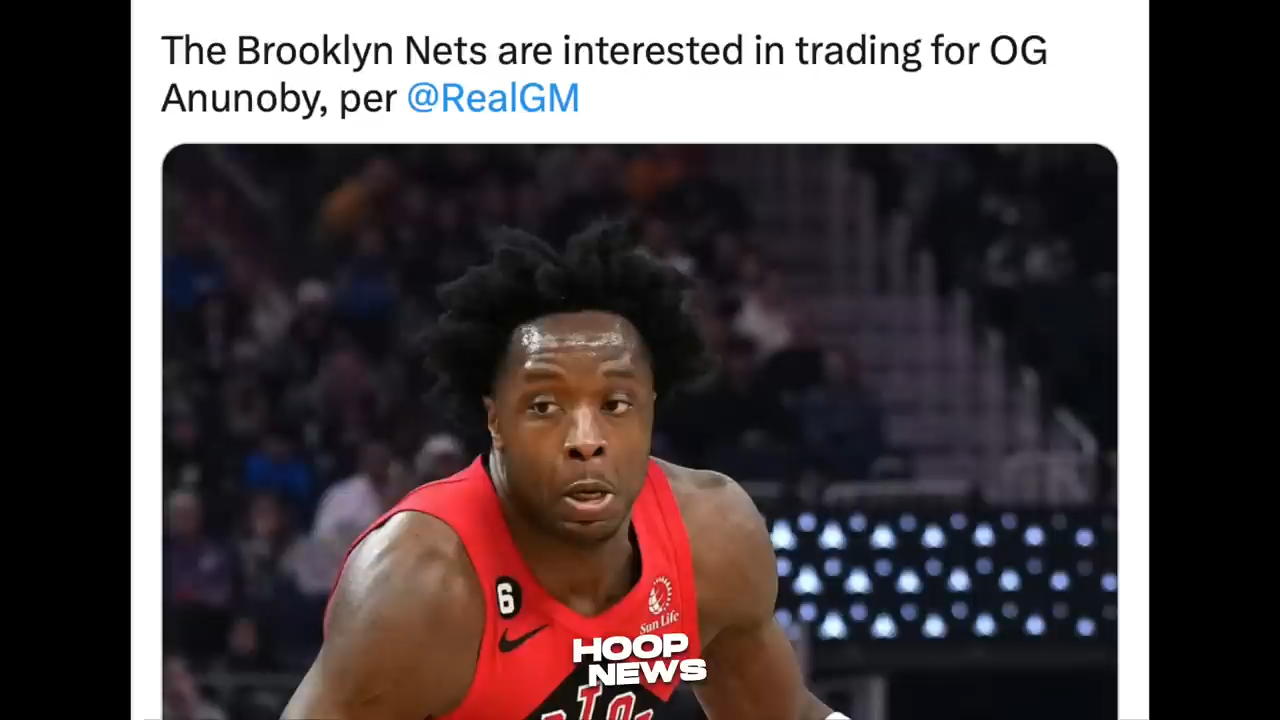 The Brooklyn Nets are interested in trading for OG
Anunoby, per @RealGM
6
Sun Life
HOOP
NEWS